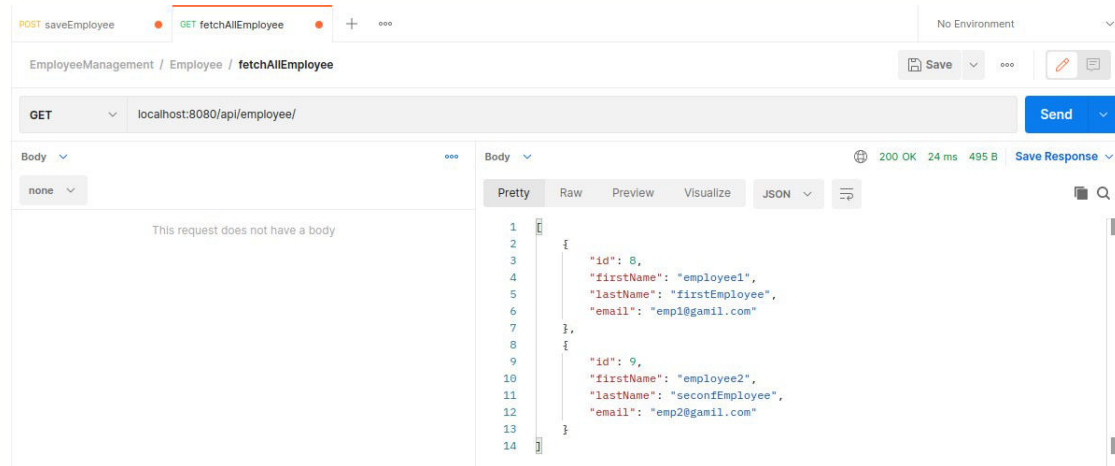 POST saveEmployee GET fetchAllEmployee + ooo No Environment
EmployeeManagement / Employee / fetchAllEmployee Save ooo
GET localhost:8080/api/employee/ Send
Body ooo Body 200 OK 24 ms 495 B Save Response
none Pretty Raw Preview Visualize JSON
This request does not have a body
1 [
2 {
3 "id": 8,
4 "firstName": "employee1",
5 "lastName": "firstEmployee",
6 "email": "emp1@gamil.com"
7 },
8 {
9 "id": 9,
10 "firstName": "employee2",
11 "lastName": "seconfEmployee",
12 "email": "emp2@gamil.com"
13 }
14 ]